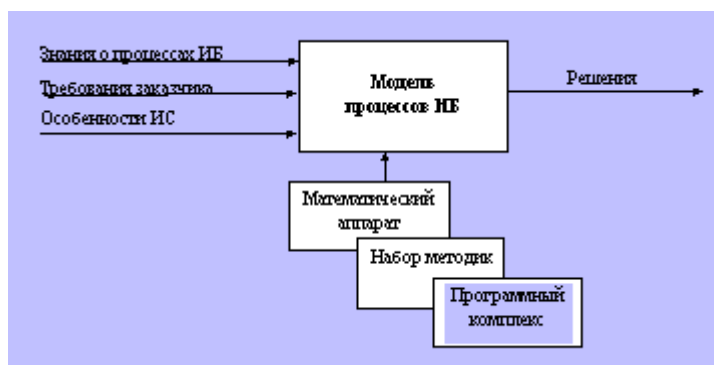 Знания о процессах ИБ
Требования заказчика
Особенности ИС
Модель
процессов ИБ
Решения
Математический
аппарат
Набор методик
Программный
комплекс